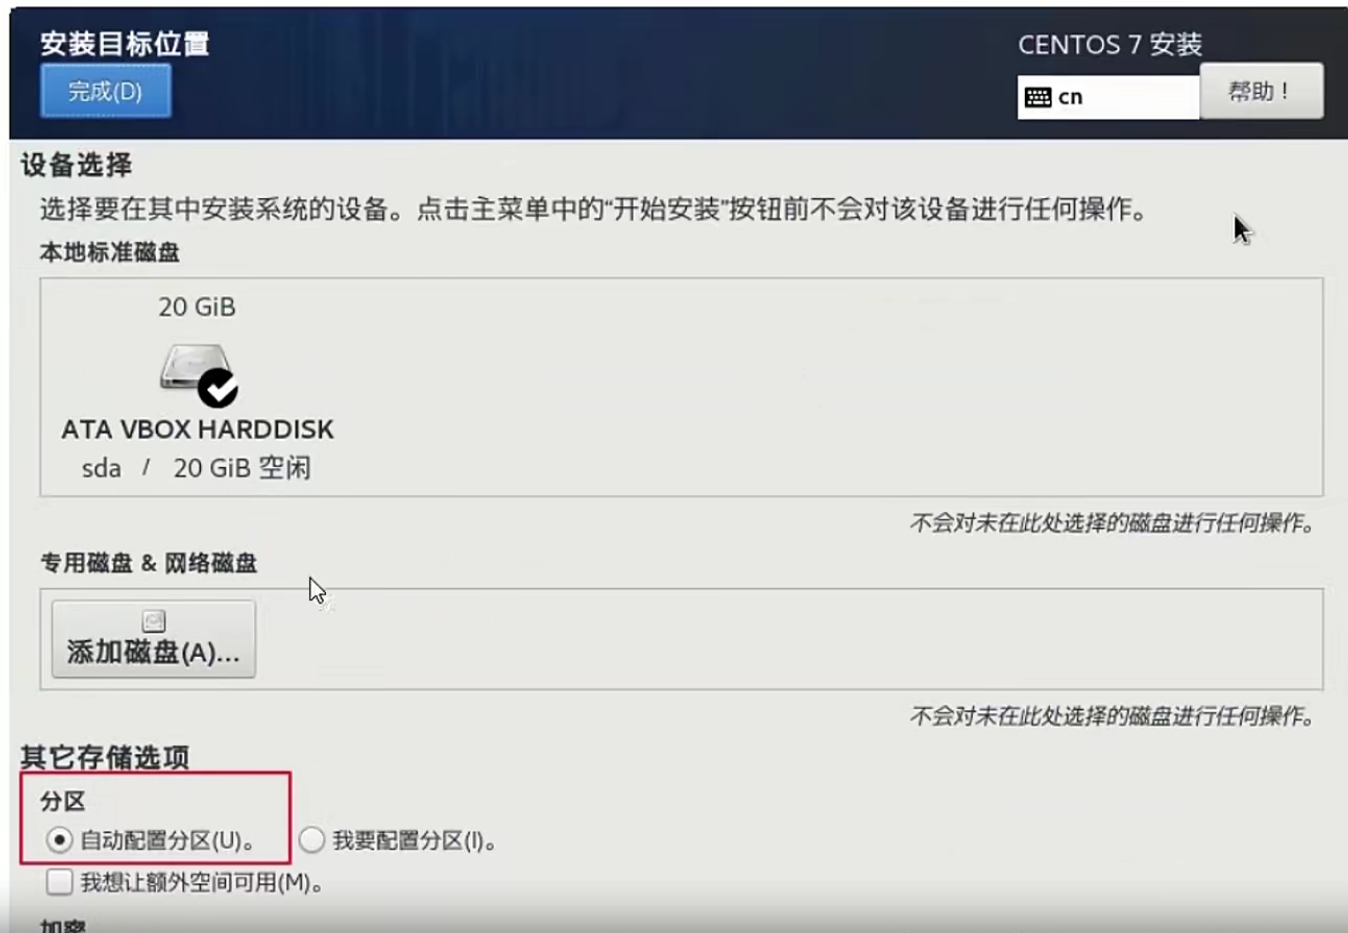 安装目标位置
CENTOS 7 安装
完成(D)
cn
帮助！
设备选择
选择要在其中安装系统的设备。点击主菜单中的“开始安装”按钮前不会对该设备进行任何操作。
本地标准磁盘
20 GiB
ATA VBOX HARDDISK
sda / 20 GiB 空闲
不会对未在此处选择的磁盘进行任何操作。
专用磁盘 & 网络磁盘
添加磁盘(A)...
不会对未在此处选择的磁盘进行任何操作。
其它存储选项
分区
自动配置分区(U)。 我要配置分区(I)。
我想让额外空间可用(M)。
加密